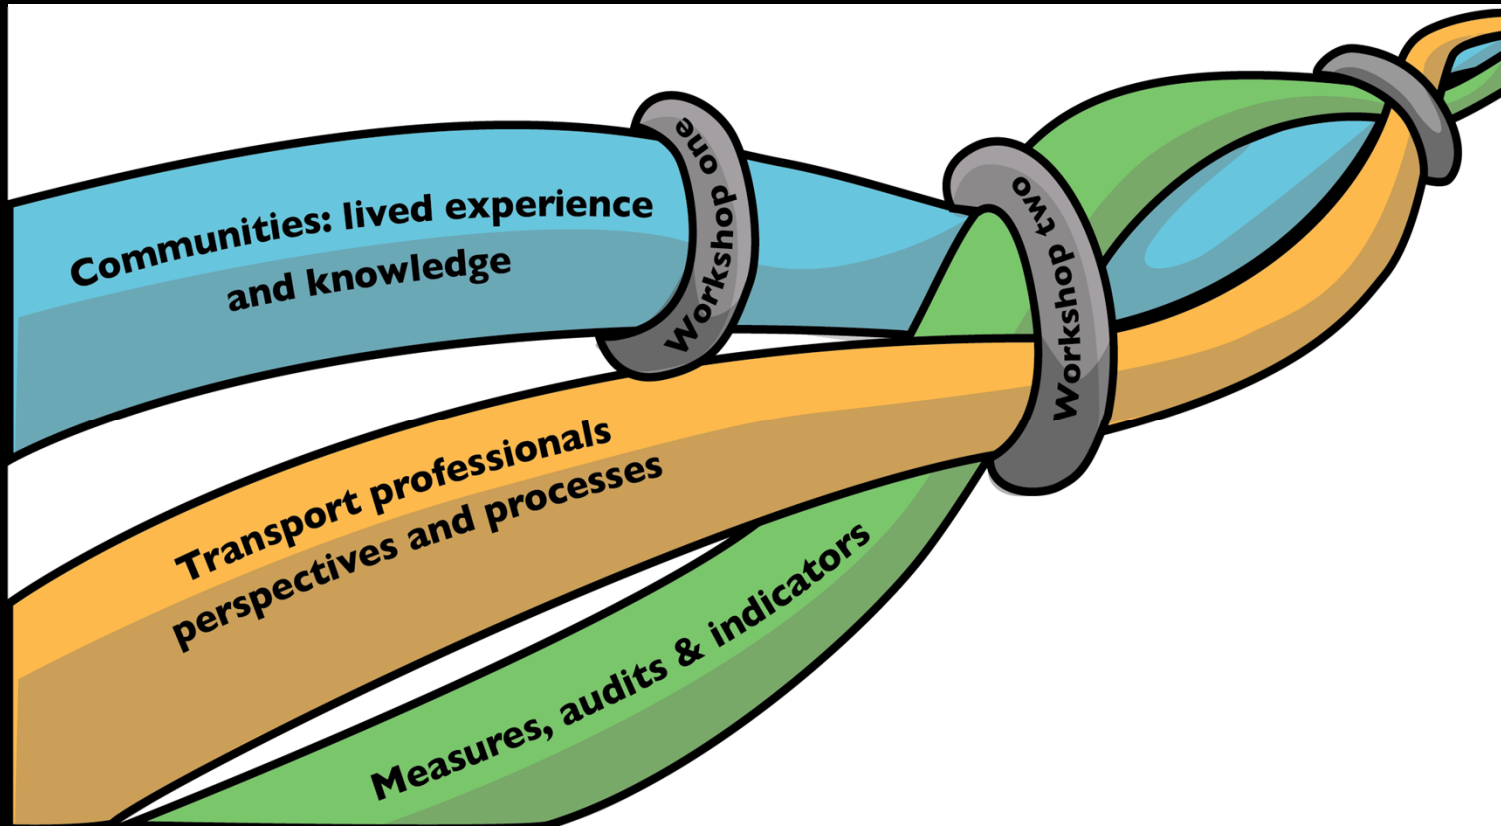 Communities: lived experience
and knowledge
Workshop one
Workshop two
Transport professionals
perspectives and processes
Measures, audits & indicators